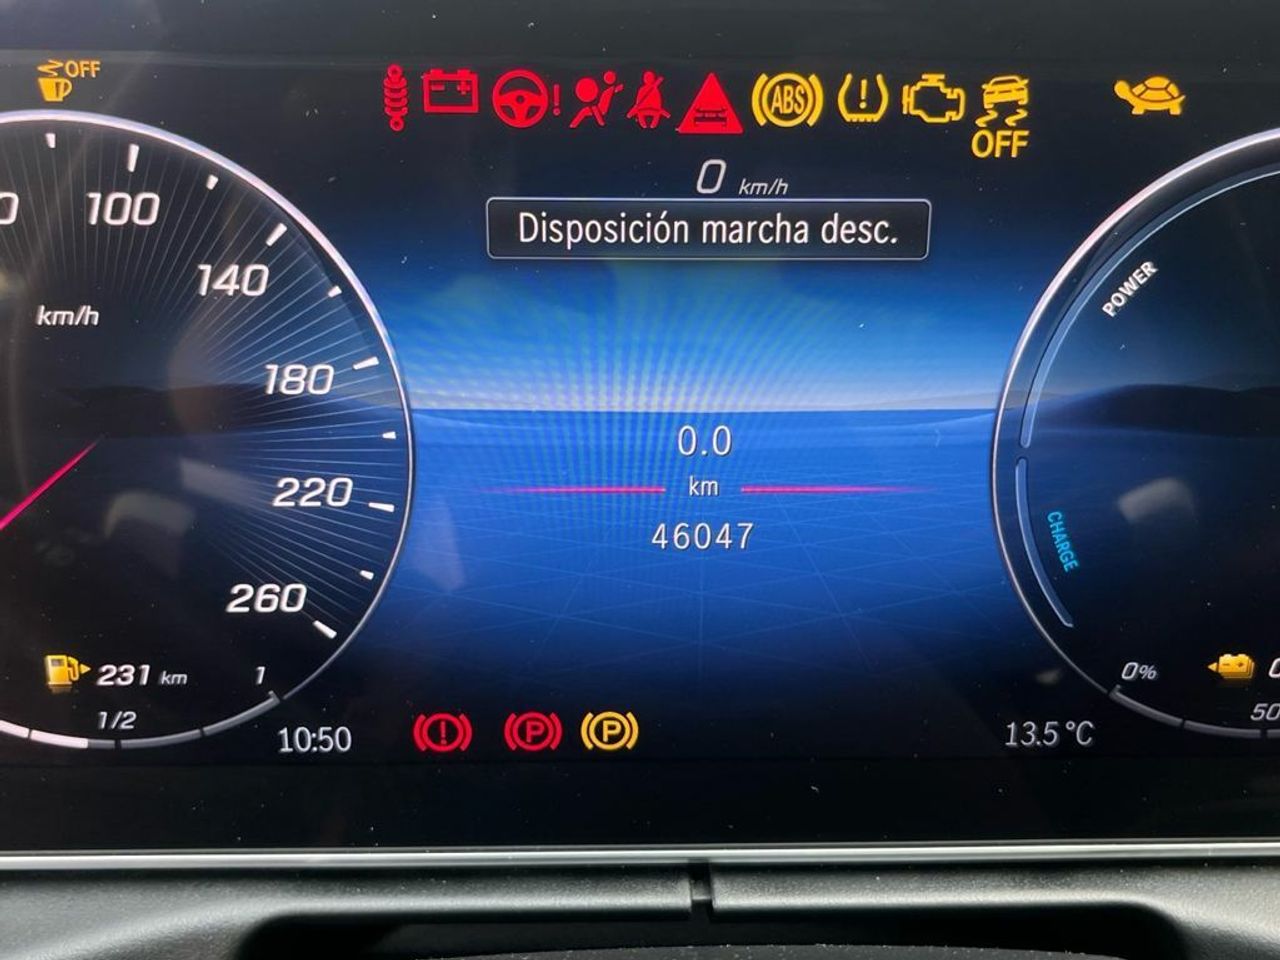 OFF
ABS
OFF
0 km/h
Disposición marcha desc.
100
140
km/h
180
220
260
POWER
CHARGE
0.0
km
46047
231 km
1
1/2
10:50
P
P
0%
50
13.5 °C